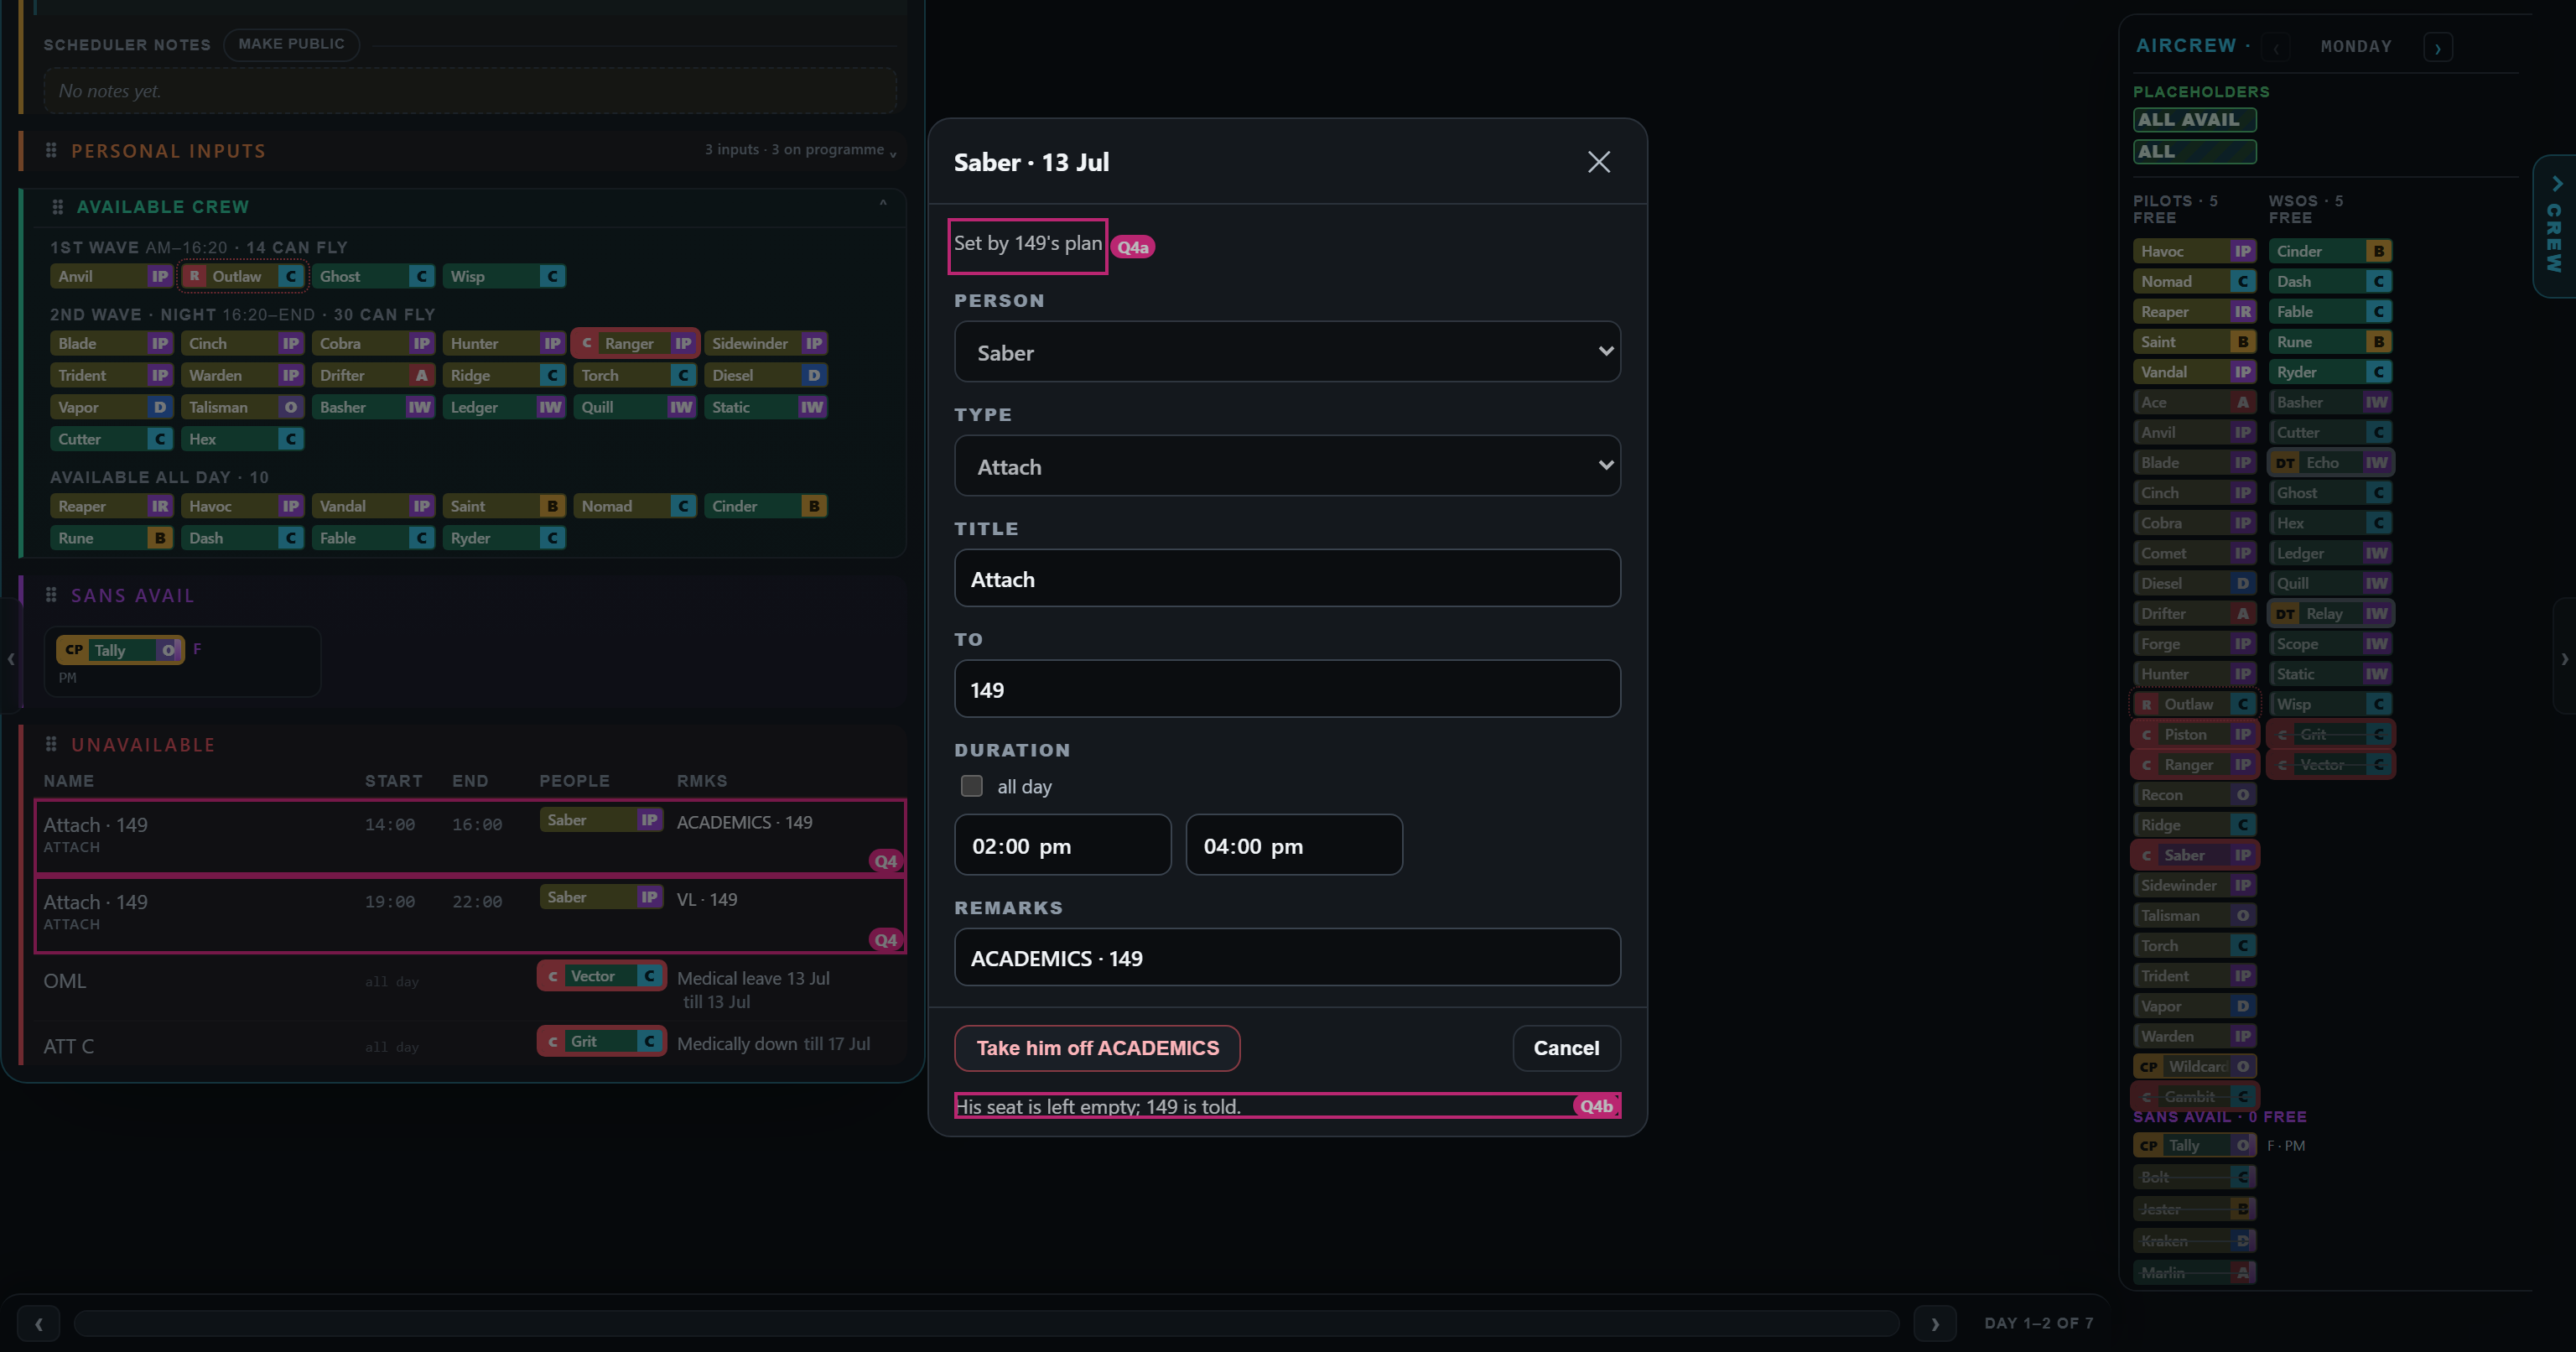 SCHEDULER NOTES MAKE PUBLIC
No notes yet.
PERSONAL INPUTS 3 inputs · 3 on programme
AVAILABLE CREW
1ST WAVE AM–16:20 · 14 CAN FLY
Anvil IP R Outlaw C Ghost C Wisp C
2ND WAVE · NIGHT 16:20–END · 30 CAN FLY
Blade IP Cinch IP Cobra IP Hunter IP C Ranger IP Sidewinder IP
Trident IP Warden IP Drifter A Ridge C Torch C Diesel D
Vapor D Talisman O Basher IW Ledger IW Quill IW Static IW
Cutter C Hex C
AVAILABLE ALL DAY · 10
Reaper IR Havoc IP Vandal IP Saint B Nomad C Cinder B
Rune B Dash C Fable C Ryder C
SANS AVAIL
CP Tally O F
PM
UNAVAILABLE
NAME START END PEOPLE RMKS
Attach · 149 14:00 16:00 Saber IP ACADEMICS · 149
ATTACH
Q4
Attach · 149 19:00 22:00 Saber IP VL · 149
ATTACH
Q4
OML all day C Vector C Medical leave 13 Jul
till 13 Jul
ATT C all day C Grit C Medically down till 17 Jul
Saber · 13 Jul
Set by 149's plan Q4a
PERSON
Saber
TYPE
Attach
TITLE
Attach
TO
149
DURATION
all day
02:00 pm 04:00 pm
REMARKS
ACADEMICS · 149
Take him off ACADEMICS Cancel
His seat is left empty; 149 is told. Q4b
AIRCREW · MONDAY
PLACEHOLDERS
ALL AVAIL
ALL
PILOTS · 5 FREE
WSOS · 5 FREE
Havoc IP Cinder B
Nomad C Dash C
Reaper IR Fable C
Saint B Rune B
Vandal IP Ryder C
Ace A Basher IW
Anvil IP Cutter C
Blade IP DT Echo IW
Cinch IP Ghost C
Cobra IP Hex C
Comet IP Ledger IW
Diesel D Quill IW
Drifter A DT Relay IW
Forge IP Scope IW
Hunter IP Static IW
R Outlaw C Wisp C
C Piston IP C Grit C
C Ranger IP C Vector C
Recon O
Ridge C
C Saber IP
Sidewinder IP
Talisman O
Torch C
Trident IP
Vapor D
Warden IP
CP Wildcard O
C Gambit C
SANS AVAIL · 0 FREE
CP Tally O F · PM
Bolt C
Jester B
Kraken D
Marlin A
CREW
DAY 1–2 OF 7